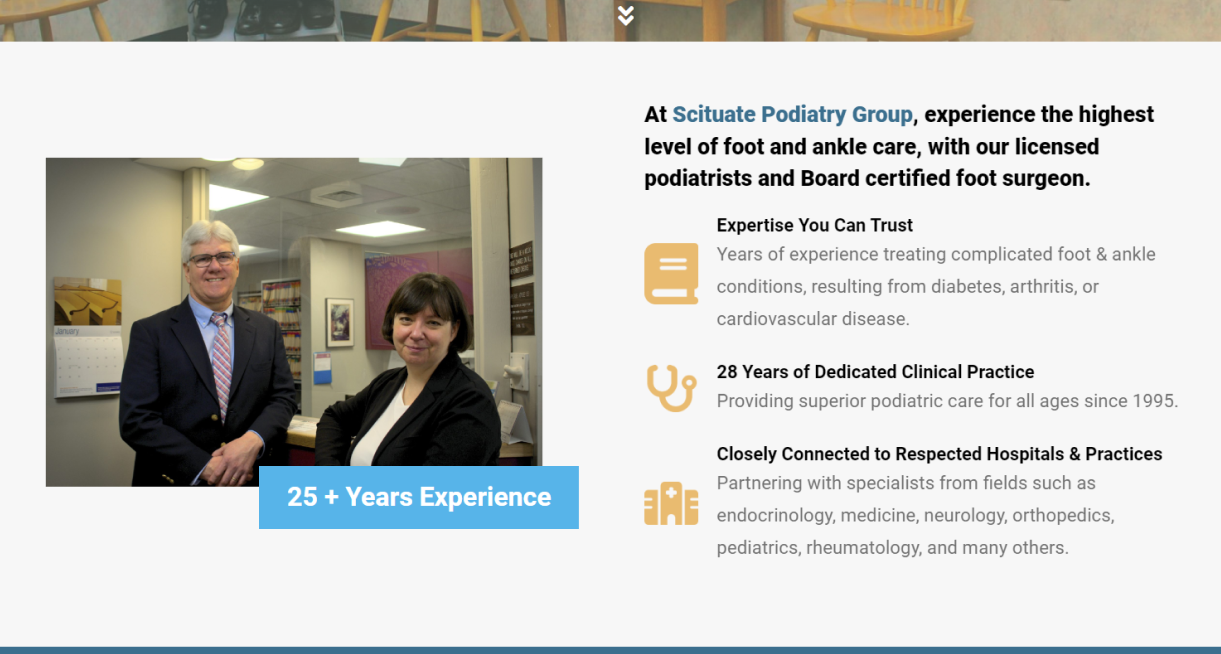 At Scituate Podiatry Group, experience the highest
level of foot and ankle care, with our licensed
podiatrists and Board certified foot surgeon.
Expertise You Can Trust
Years of experience treating complicated foot & ankle
conditions, resulting from diabetes, arthritis, or
cardiovascular disease.
28 Years of Dedicated Clinical Practice
Providing superior podiatric care for all ages since 1995.
Closely Connected to Respected Hospitals & Practices
Partnering with specialists from fields such as
endocrinology, medicine, neurology, orthopedics,
pediatrics, rheumatology, and many others.
January
25 + Years Experience